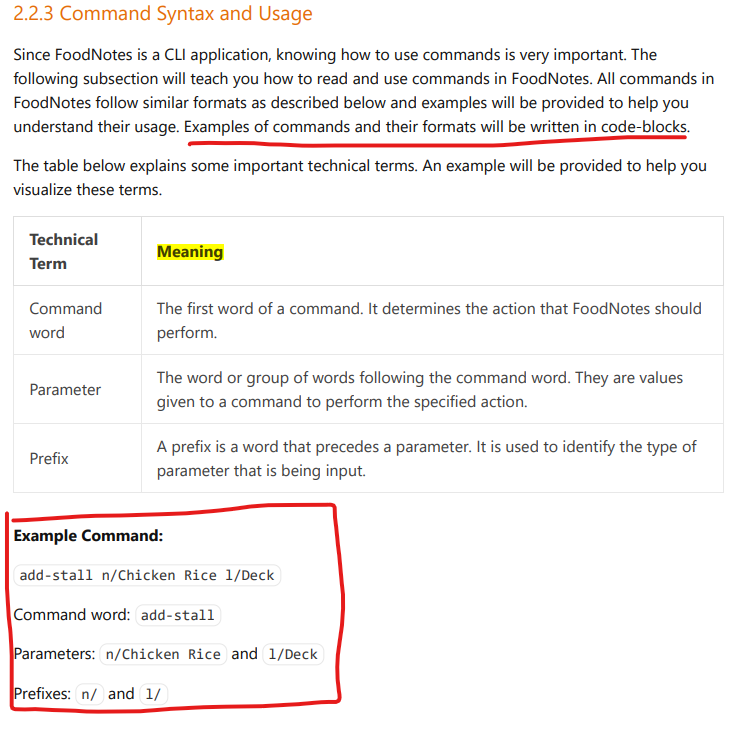 2.2.3 Command Syntax and Usage
Since FoodNotes is a CLI application, knowing how to use commands is very important. The
following subsection will teach you how to read and use commands in FoodNotes. All commands in
FoodNotes follow similar formats as described below and examples will be provided to help you
understand their usage. Examples of commands and their formats will be written in code-blocks.
The table below explains some important technical terms. An example will be provided to help you
visualize these terms.
Technical
Term
Meaning
Command
word
The first word of a command. It determines the action that FoodNotes should
perform.
Parameter
The word or group of words following the command word. They are values
given to a command to perform the specified action.
Prefix
A prefix is a word that precedes a parameter. It is used to identify the type of
parameter that is being input.
Example Command:
add-stall n/Chicken Rice l/Deck
Command word: add-stall
Parameters: n/Chicken Rice and l/Deck
Prefixes: n/ and l/